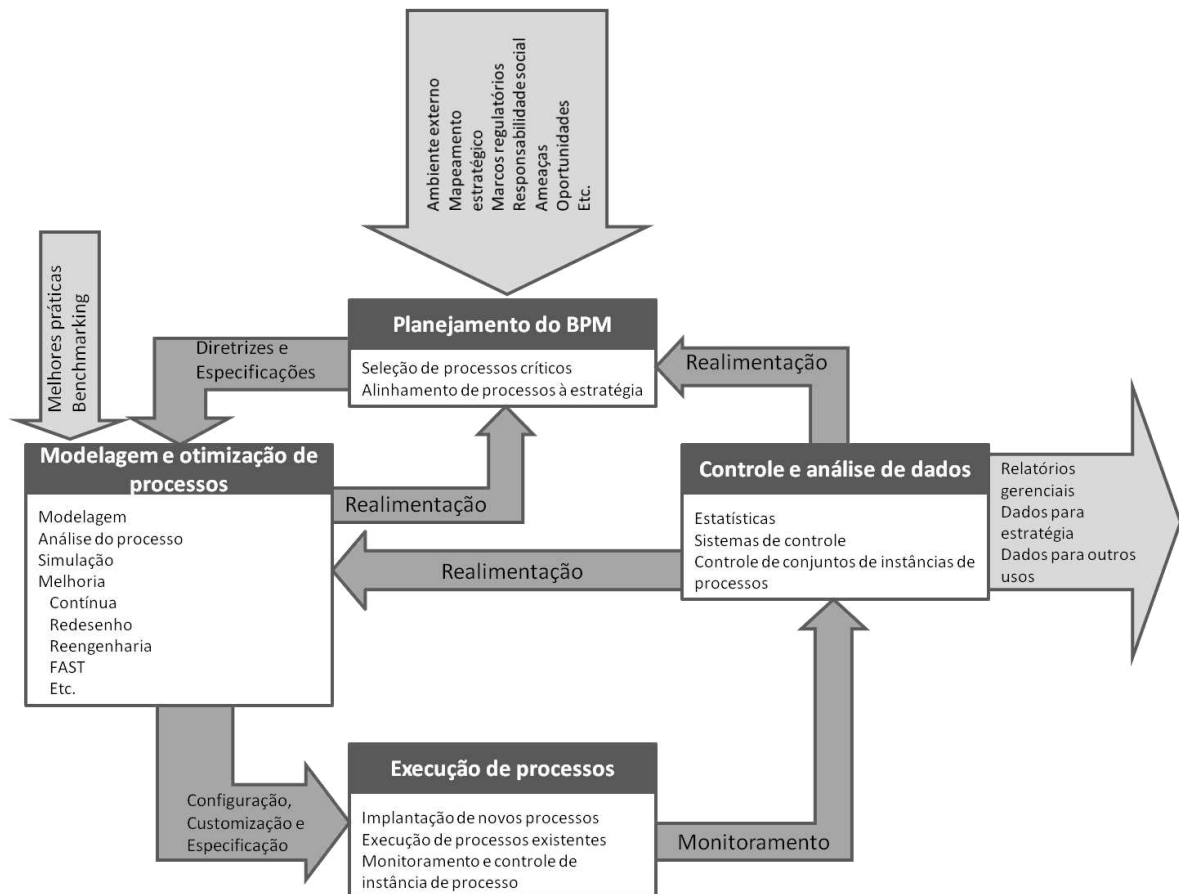 Ambiente externo
Mapeamento
estratégico
Marcos regulatórios
Responsabilidade social
Ameaças
Oportunidades
Etc.
Melhores práticas
Benchmarking
Planejamento do BPM
Seleção de processos críticos
Alinhamento de processos à estratégia
Diretrizes e
Especificações
Realimentação
Modelagem e otimização de
processos
Modelagem
Análise do processo
Simulação
Melhoria
Contínua
Redesenho
Reengenharia
FAST
Etc.
Realimentação
Realimentação
Controle e análise de dados
Estatísticas
Sistemas de controle
Controle de conjuntos de instâncias de
processos
Relatórios
gerenciais
Dados para
estratégia
Dados para outros
usos
Configuração,
Customização e
Especificação
Execução de processos
Implantação de novos processos
Execução de processos existentes
Monitoramento e controle de
instância de processo
Monitoramento